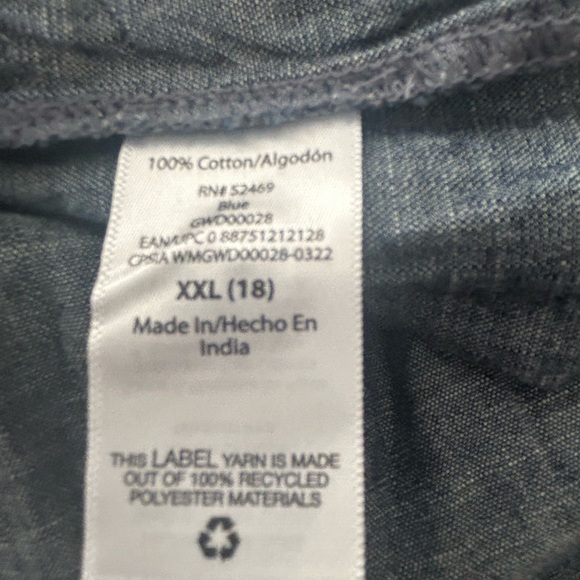 100% Cotton/Algodón
RN# 52469
Blue
GWD00028
EAN/UPC 0 88751212128
CPSIA WMGWD00028-0322
XXL (18)
Made In/Hecho En
India
THIS LABEL YARN IS MADE
OUT OF 100% RECYCLED
POLYESTER MATERIALS